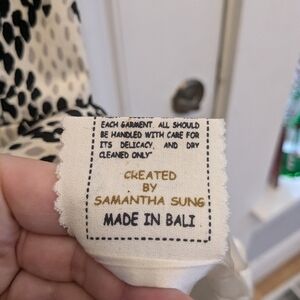 EACH GARMENT. ALL SHOULD
BE HANDLED WITH CARE FOR
ITS DELICACY, AND DRY
CLEANED ONLY"
CREATED
BY
SAMANTHA SUNG
MADE IN BALI